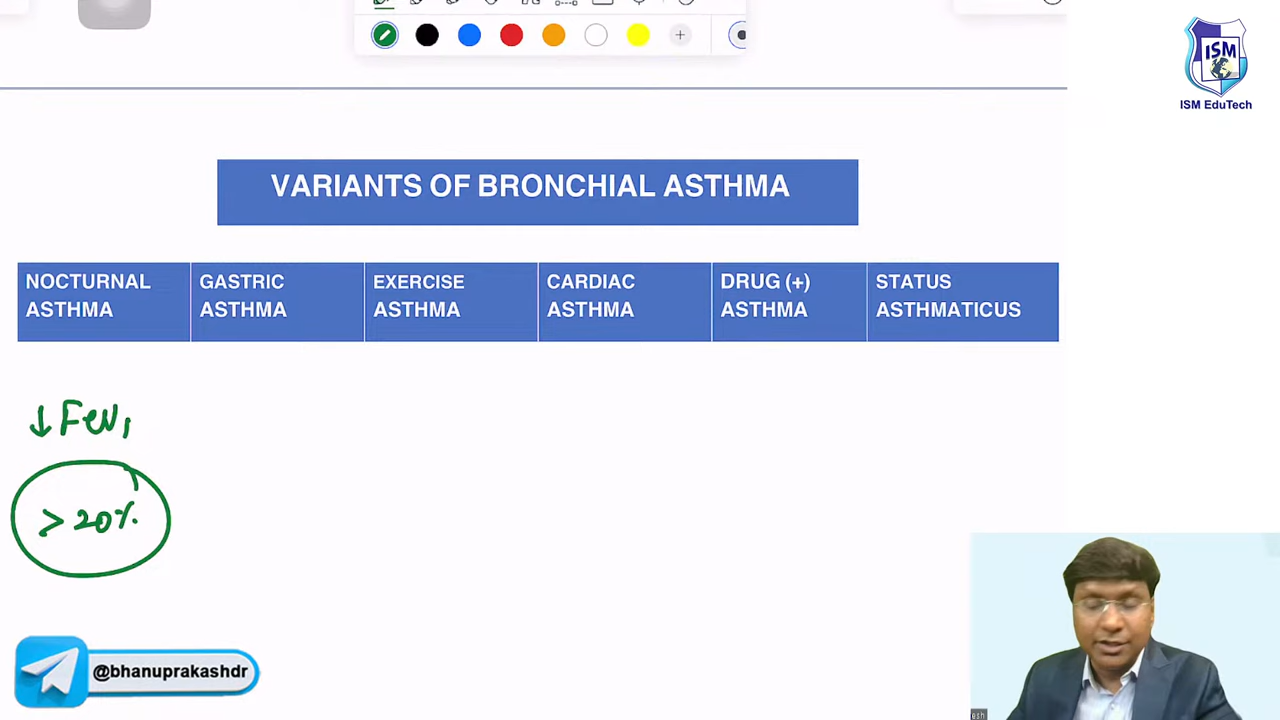 ISM
ISM EduTech
VARIANTS OF BRONCHIAL ASTHMA
NOCTURNAL
ASTHMA
GASTRIC
ASTHMA
EXERCISE
ASTHMA
CARDIAC
ASTHMA
DRUG (+)
ASTHMA
STATUS
ASTHMATICUS
↓ FeV₁
> 20%
@bhanuprakashdr
esh